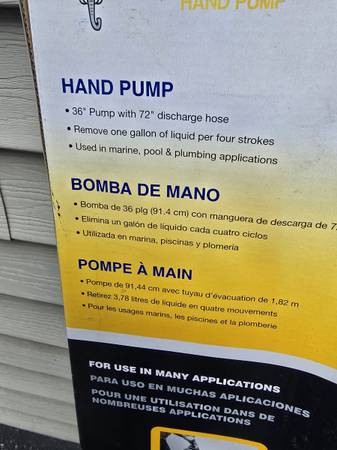 HAND PUMP
HAND PUMP
• 36" Pump with 72" discharge hose
• Remove one gallon of liquid per four strokes
• Used in marine, pool & plumbing applications
BOMBA DE MANO
• Bomba de 36 plg (91.4 cm) con manguera de descarga de
• Elimina un galón de líquido cada cuatro ciclos
• Utilizada en marina, piscinas y plomería
POMPE À MAIN
• Pompe de 91,44 cm avec tuyau d'évacuation de 1,82 m
• Retirez 3,78 litres de liquide en quatre mouvements
• Pour les usages marins, les piscines et la plomberie
FOR USE IN MANY APPLICATIONS
PARA USO EN MUCHAS APLICACIONES
POUR UNE UTILISATION DANS DE
NOMBREUSES APPLICATIONS